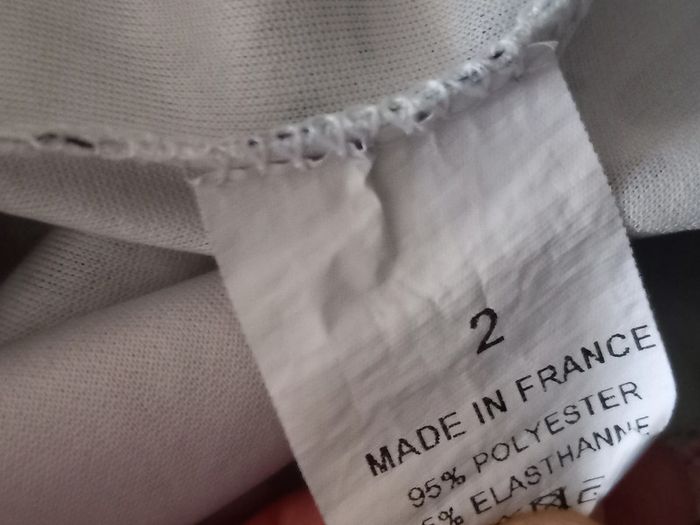 2
MADE IN FRANCE
95% POLYESTER
5% ELASTHANNE